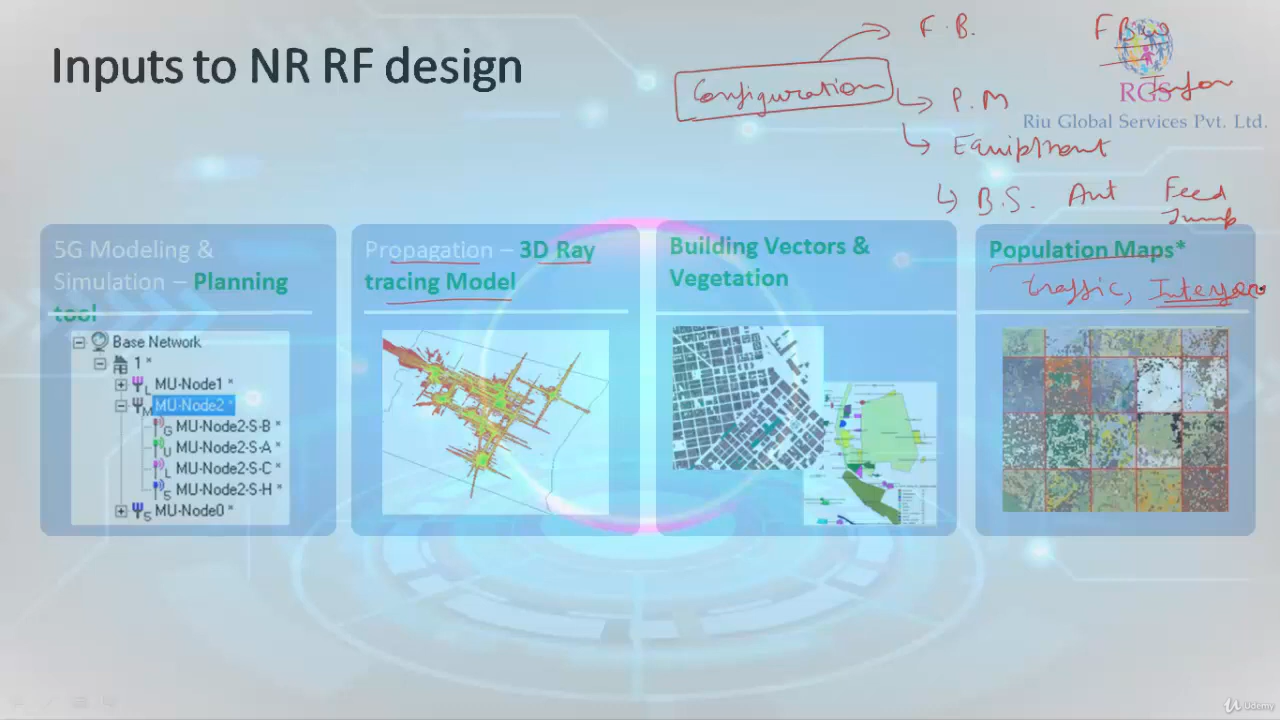 Inputs to NR RF design
Configuration
F.B.
P.M
Equipment
B.S. Ant Feed
Jump
RGS
Riu Global Services Pvt. Ltd.
5G Modeling &
Simulation – Planning
tool
Base Network
1 *
MU-Node1 *
MU-Node2 *
MU-Node2-S-B *
MU-Node2-S-A *
MU-Node2-S-C *
MU-Node2-S-H *
MU-Node0 *
Propagation – 3D Ray
tracing Model
Building Vectors &
Vegetation
Population Maps*
traffic,
Udemy